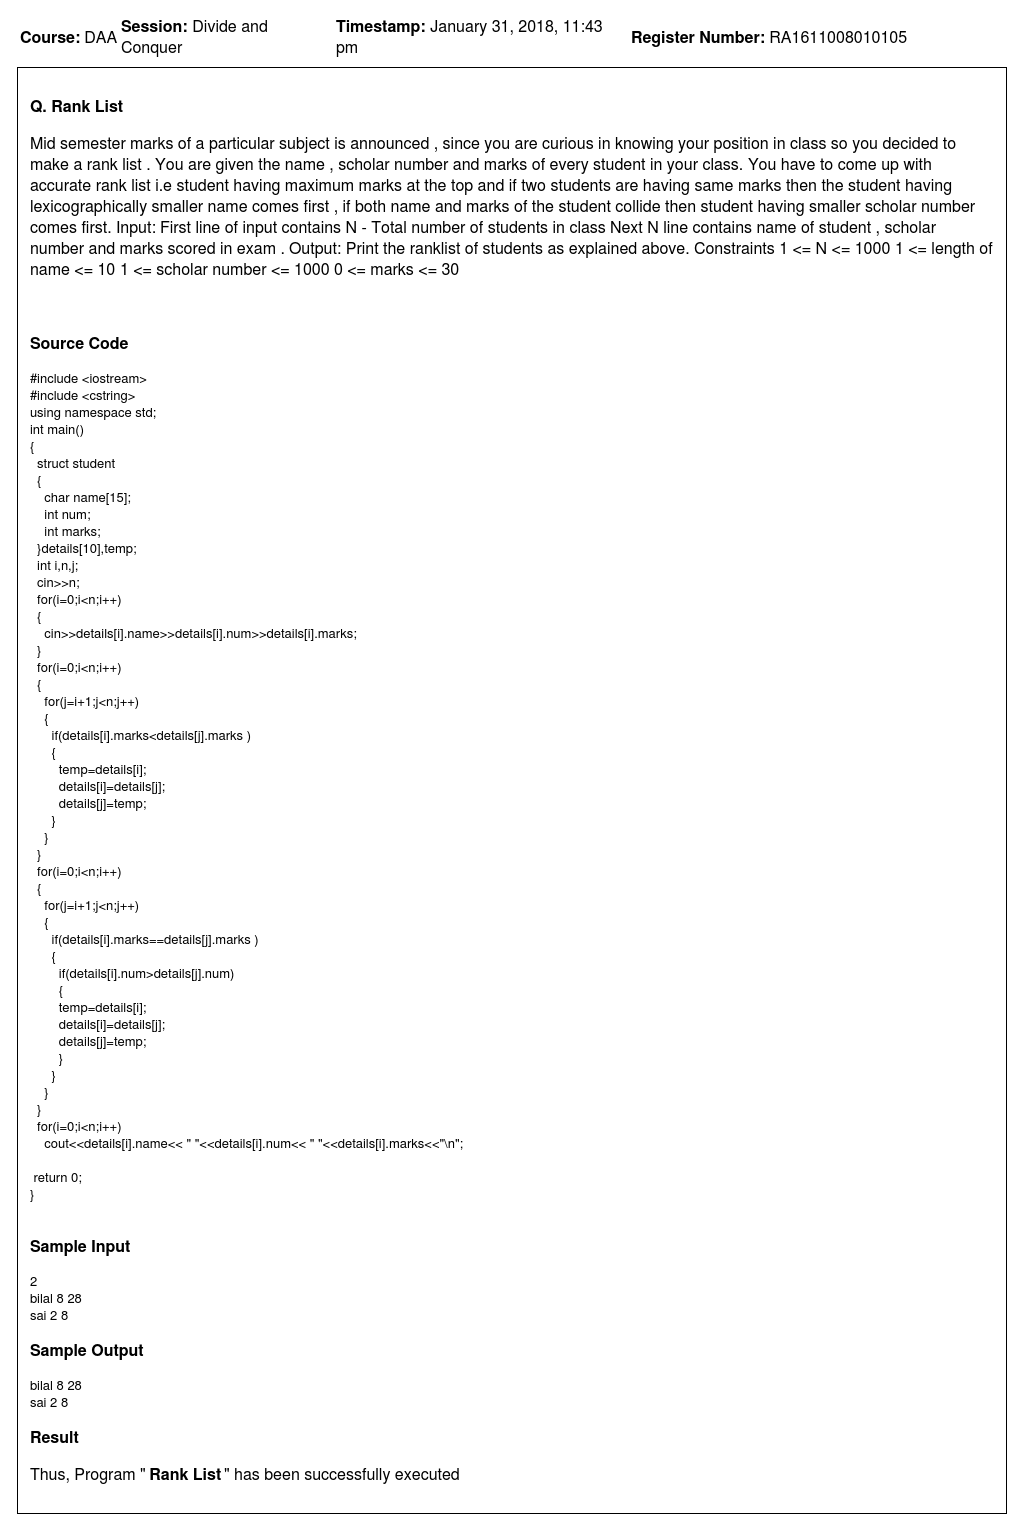 Course: DAA Session: Divide and Conquer Timestamp: January 31, 2018, 11:43 pm Register Number: RA1611008010105
Q. Rank List
Mid semester marks of a particular subject is announced , since you are curious in knowing your position in class so you decided to
make a rank list . You are given the name , scholar number and marks of every student in your class. You have to come up with
accurate rank list i.e student having maximum marks at the top and if two students are having same marks then the student having
lexicographically smaller name comes first , if both name and marks of the student collide then student having smaller scholar number
comes first. Input: First line of input contains N - Total number of students in class Next N line contains name of student , scholar
number and marks scored in exam . Output: Print the ranklist of students as explained above. Constraints 1 <= N <= 1000 1 <= length of
name <= 10 1 <= scholar number <= 1000 0 <= marks <= 30
Source Code
#include <iostream>
#include <cstring>
using namespace std;
int main()
{
  struct student
  {
    char name[15];
    int num;
    int marks;
  }details[10],temp;
  int i,n,j;
  cin>>n;
  for(i=0;i<n;i++)
  {
    cin>>details[i].name>>details[i].num>>details[i].marks;
  }
  for(i=0;i<n;i++)
  {
    for(j=i+1;j<n;j++)
    {
      if(details[i].marks<details[j].marks )
      {
        temp=details[i];
        details[i]=details[j];
        details[j]=temp;
      }
    }
  }
  for(i=0;i<n;i++)
  {
    for(j=i+1;j<n;j++)
    {
      if(details[i].marks==details[j].marks )
      {
        if(details[i].num>details[j].num)
        {
        temp=details[i];
        details[i]=details[j];
        details[j]=temp;
        }
      }
    }
  }
  for(i=0;i<n;i++)
    cout<<details[i].name<< " "<<details[i].num<< " "<<details[i].marks<<"\n";
 return 0;
}
Sample Input
2
bilal 8 28
sai 2 8
Sample Output
bilal 8 28
sai 2 8
Result
Thus, Program " Rank List " has been successfully executed